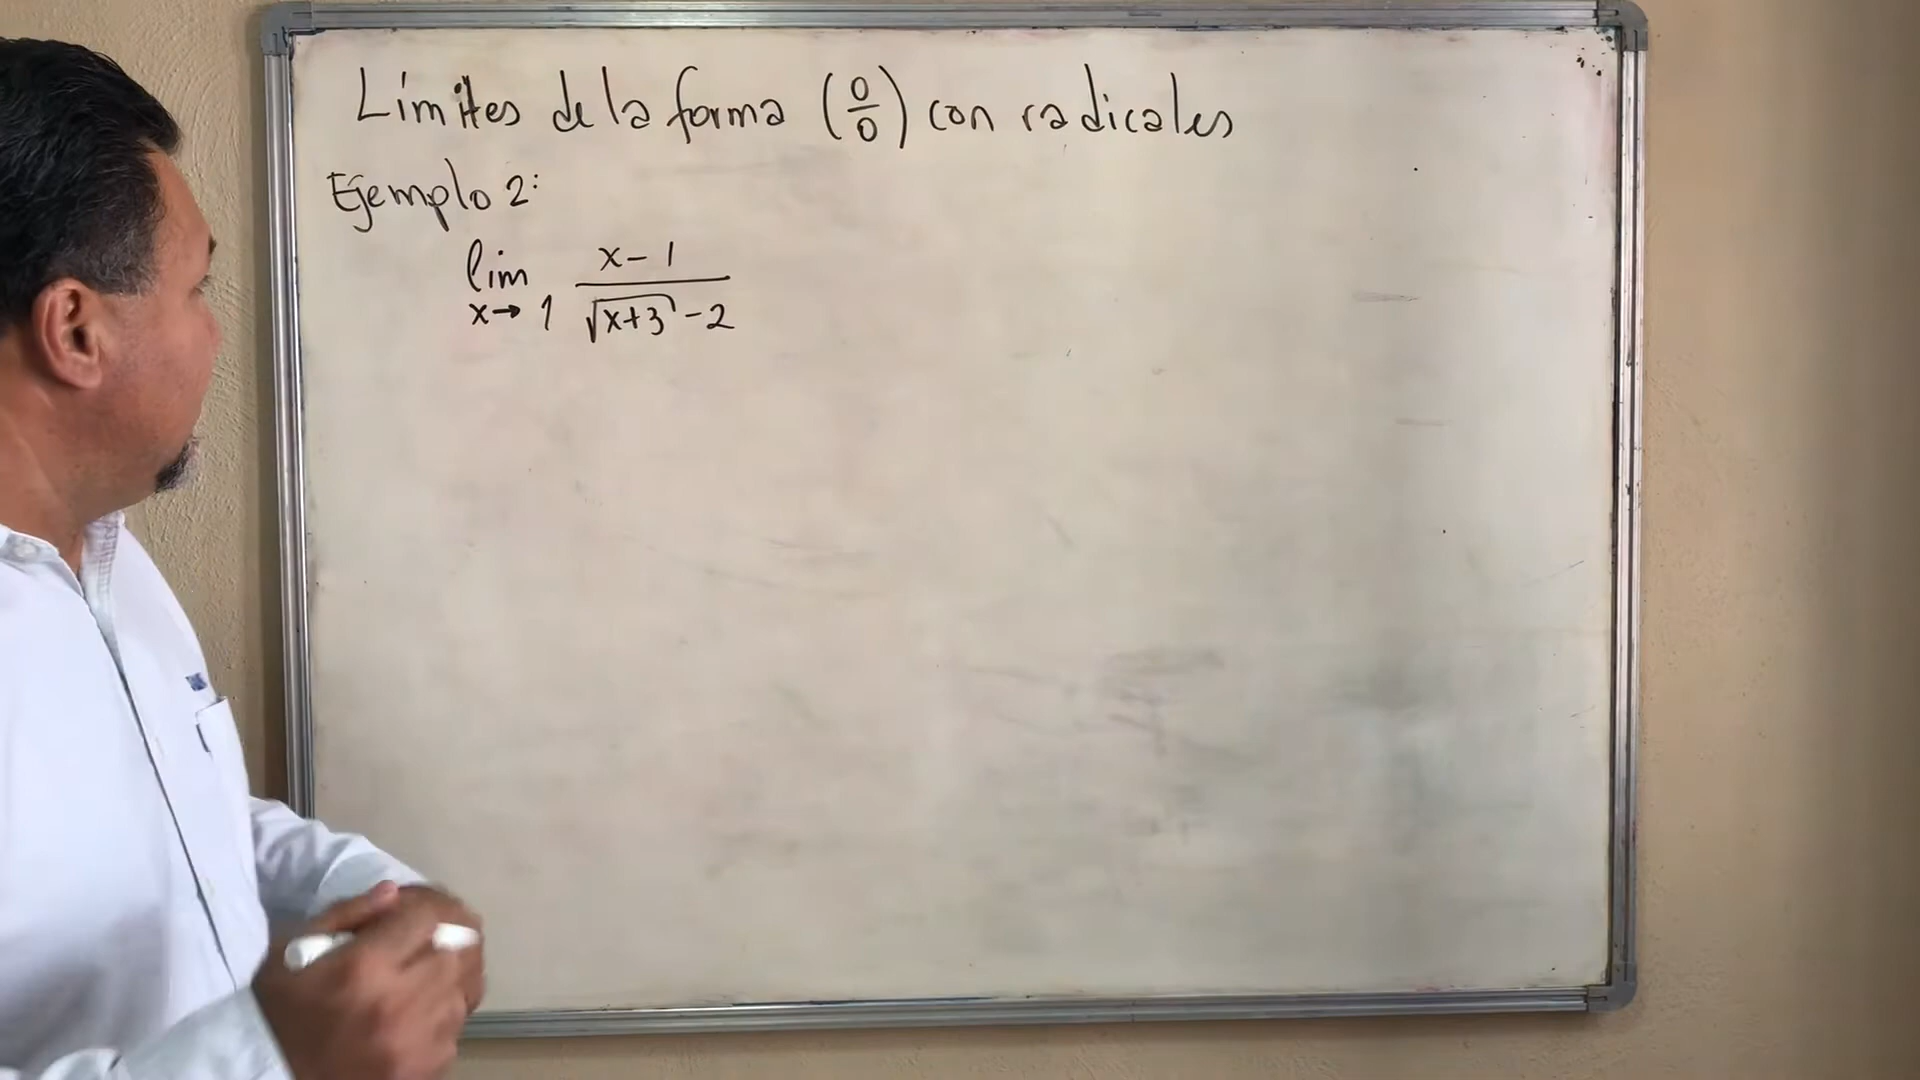 Límites de la forma (0/0) con radicales
Ejemplo 2:
lim x→1 (x-1)/(√(x+3) -2)